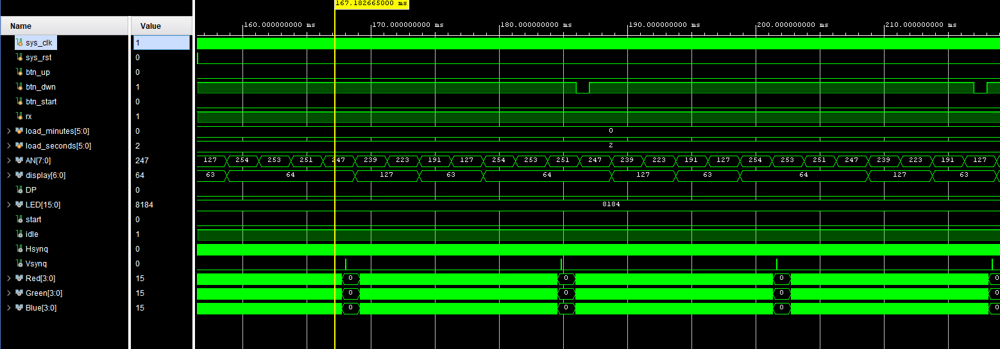 167.182665000 ms
Name Value 160.000000000 ms 170.000000000 ms 180.000000000 ms 190.000000000 ms 200.000000000 ms 210.000000000 ms
sys_clk 1
sys_rst 0
btn_up 0
btn_dwn 1
btn_start 0
rx 1
load_minutes[5:0] 0 0
load_seconds[5:0] 2 2
AN[7:0] 247 127 254 253 251 247 239 223 191 127 254 253 251 247 239 223 191 127 254 253 251 247 239 223 191 127
display[6:0] 64 63 64 127 63 64 127 63 64 127 63
DP 0
LED[15:0] 8184 8184
start 0
idle 1
Hsynq 0
Vsynq 0
Red[3:0] 15 0 0 0 0
Green[3:0] 15 0 0 0 0
Blue[3:0] 15 0 0 0 0